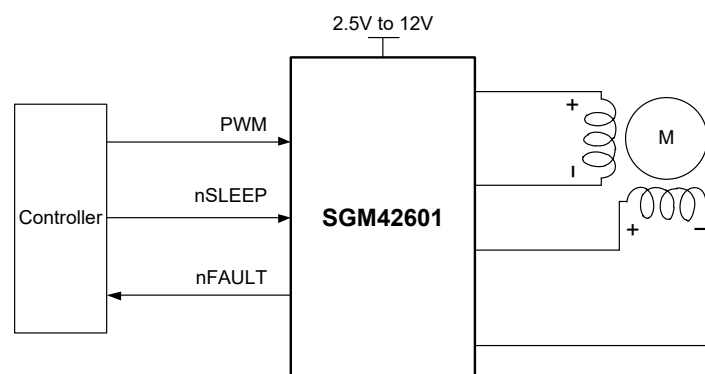 2.5V to 12V
PWM
nSLEEP
nFAULT
Controller
SGM42601
+
–
M
+
–